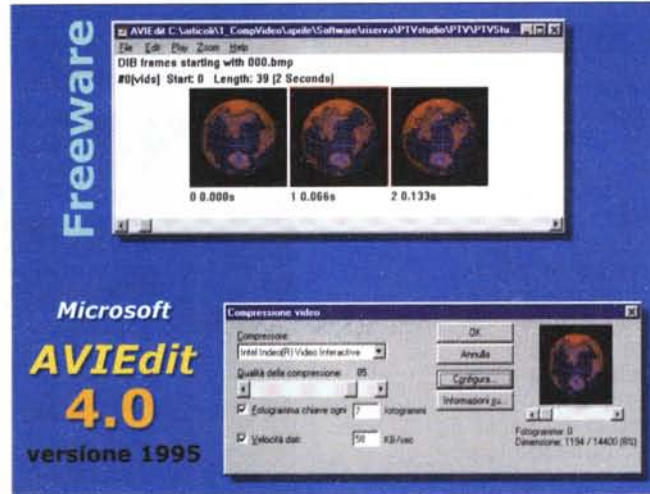 Freeware
AVIEdit C:\articoli\1_CompVideo\aprile\Software\riserva\PTVstudio\PTV\PTVStu...
File Edit Play Zoom Help
DIB frames starting with 000.bmp
#0(vids) Start: 0 Length: 39 (2 Seconds)
0 0.000s 1 0.066s 2 0.133s
Microsoft
AVIEdit
4.0
versione 1995
Compressione video
Compressore:
Intel Indeo(R) Video Interactive
Qualità della compressione: 85
Fotogramma chiave ogni 7 fotogrammi
Velocità dati: 50 KB/sec
OK
Annulla
Configura...
Informazioni su...
Fotogramma: 0
Dimensione: 1194 / 14400 (8%)